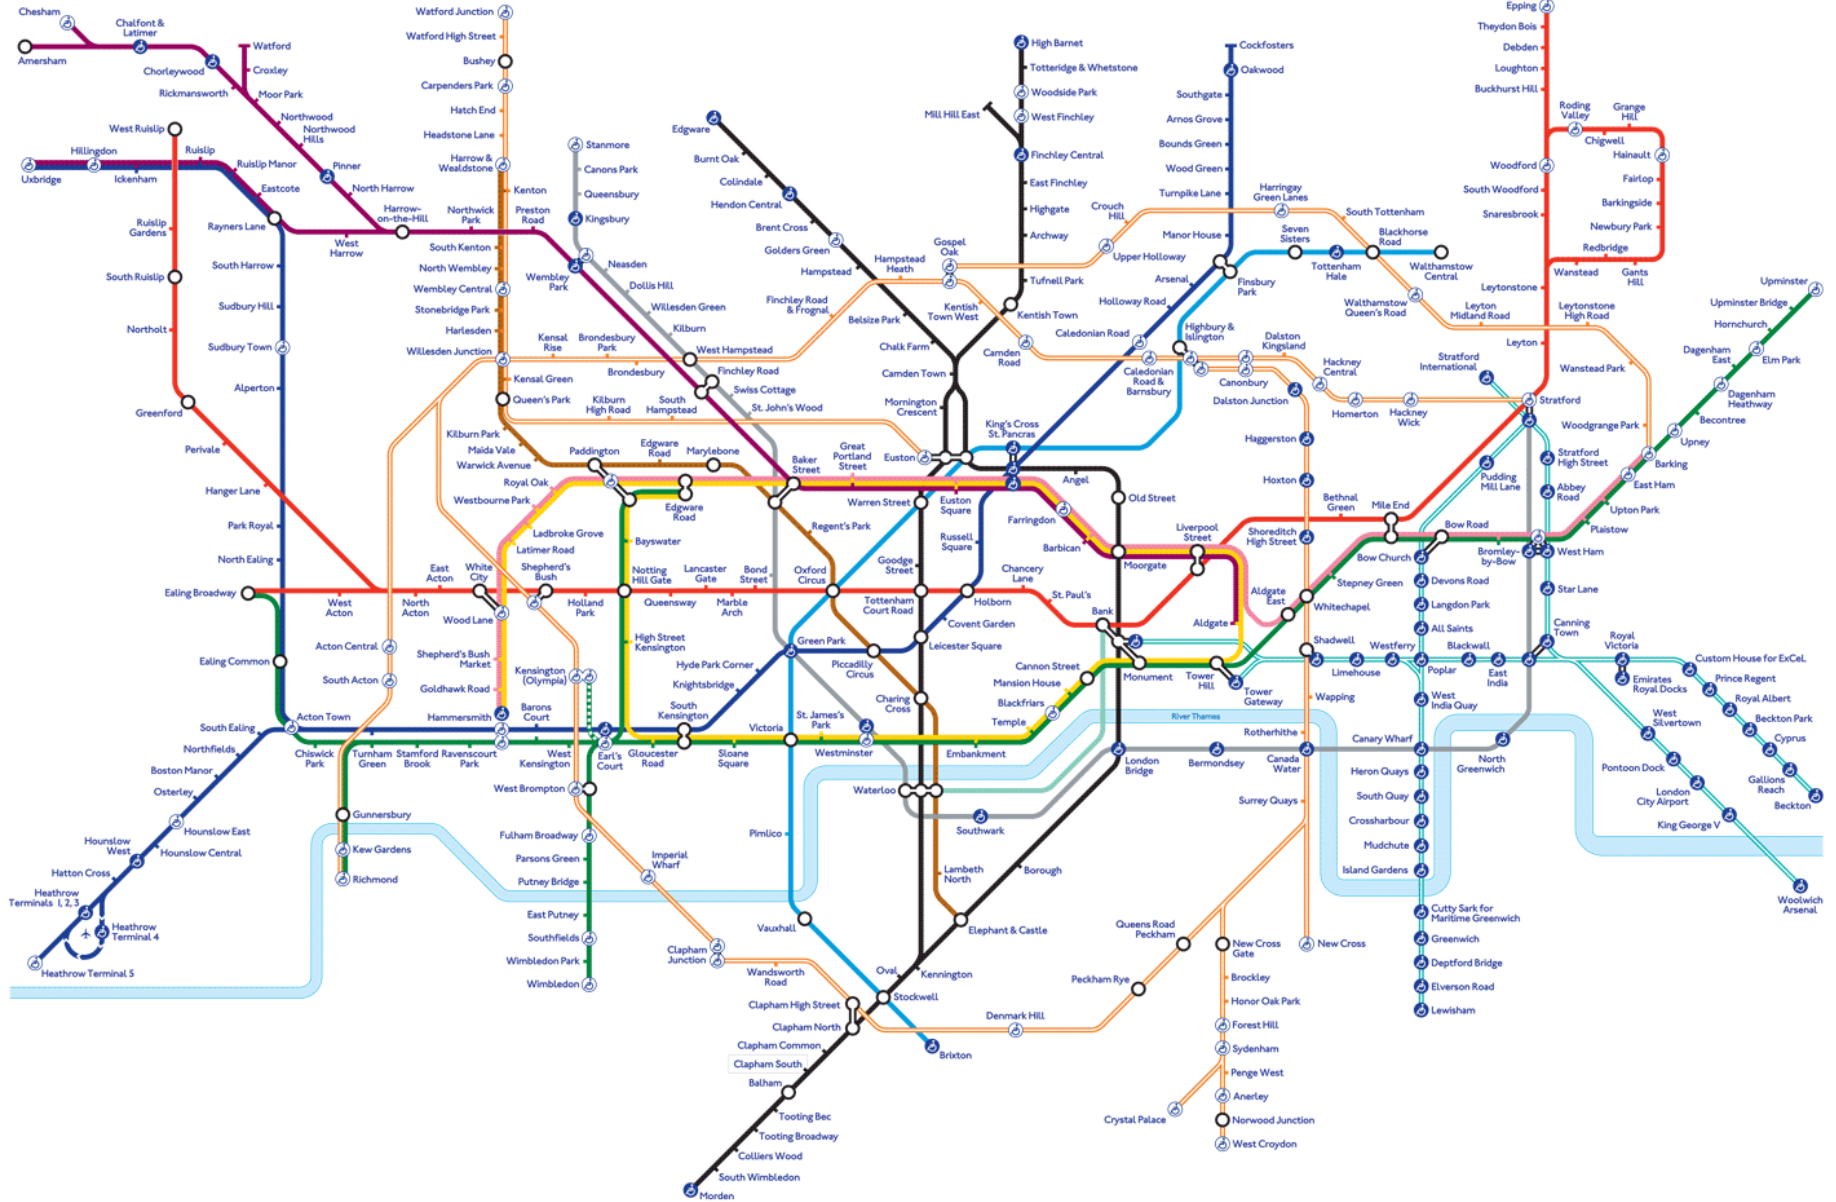 Chesham
Chalfont &
Latimer
Amersham
Chorleywood
Rickmansworth
Watford
Croxley
Moor Park
Northwood
Northwood
Hills
Pinner
North Harrow
Harrow-
on-the-Hill
West Ruislip
Hillingdon
Ruislip
Ruislip Manor
Eastcote
Uxbridge
Ickenham
Rayners Lane
West
Harrow
Northwick
Park
Preston
Road
Ruislip
Gardens
South Ruislip
Northolt
Greenford
Perivale
Hanger Lane
South Harrow
Sudbury Hill
Sudbury Town
Alperton
Park Royal
North Ealing
Ealing Broadway
Ealing Common
South Ealing
Northfields
Boston Manor
Osterley
Hounslow East
Hounslow Central
Hounslow
West
Hatton Cross
Heathrow
Terminals 1, 2, 3
Heathrow
Terminal 4
Heathrow Terminal 5
Watford Junction
Watford High Street
Bushey
Carpenders Park
Hatch End
Headstone Lane
Harrow &
Wealdstone
Kenton
South Kenton
North Wembley
Wembley Central
Stonebridge Park
Harlesden
Willesden Junction
Kensal Green
Queen's Park
Kilburn Park
Maida Vale
Warwick Avenue
Paddington
Edgware
Road
Marylebone
Stanmore
Canons Park
Queensbury
Kingsbury
Wembley
Park
Neasden
Dollis Hill
Willesden Green
Kilburn
West Hampstead
Finchley Road
Swiss Cottage
St. John's Wood
Kensal
Rise
Brondesbury
Park
Brondesbury
Kilburn
High Road
South
Hampstead
Finchley Road
& Frognal
Hampstead
Heath
Gospel
Oak
Kentish
Town West
Camden
Road
Caledonian
Road &
Barnsbury
Edgware
Burnt Oak
Colindale
Hendon Central
Brent Cross
Golders Green
Hampstead
Belsize Park
Chalk Farm
Camden Town
Mornington
Crescent
Euston
High Barnet
Totteridge & Whetstone
Woodside Park
West Finchley
Mill Hill East
Finchley Central
East Finchley
Highgate
Archway
Tufnell Park
Kentish Town
Cockfosters
Oakwood
Southgate
Arnos Grove
Bounds Green
Wood Green
Turnpike Lane
Manor House
Finsbury
Park
Arsenal
Holloway Road
Caledonian Road
King's Cross
St. Pancras
Crouch
Hill
Upper Holloway
Harringay
Green Lanes
South Tottenham
Seven
Sisters
Tottenham
Hale
Blackhorse
Road
Walthamstow
Central
Walthamstow
Queen's Road
Leyton
Midland Road
Leytonstone
High Road
Wanstead Park
Woodgrange Park
Highbury &
Islington
Canonbury
Dalston
Kingsland
Dalston Junction
Hackney
Central
Homerton
Hackney
Wick
Haggerston
Hoxton
Shoreditch
High Street
Epping
Theydon Bois
Debden
Loughton
Buckhurst Hill
Roding
Valley
Grange
Hill
Chigwell
Hainault
Fairlop
Barkingside
Newbury Park
Redbridge
Gants
Hill
Wanstead
Woodford
South Woodford
Snaresbrook
Leytonstone
Leyton
Stratford
International
Stratford
Upminster
Upminster Bridge
Hornchurch
Elm Park
Dagenham
East
Dagenham
Heathway
Becontree
Upney
Barking
East Ham
Upton Park
Plaistow
West Ham
Bromley-
by-Bow
Bow Road
Bow Church
Mile End
Bethnal
Green
Stepney Green
Whitechapel
Aldgate
East
Aldgate
Liverpool
Street
Moorgate
Old Street
Angel
Barbican
Farringdon
Euston
Square
Great
Portland
Street
Baker
Street
Warren Street
Regent's Park
Goodge
Street
Russell
Square
Royal Oak
Westbourne Park
Ladbroke Grove
Latimer Road
Edgware
Road
Bayswater
East
Acton
White
City
Shepherd's
Bush
Wood Lane
West
Acton
North
Acton
Holland
Park
Notting
Hill Gate
Queensway
Lancaster
Gate
Marble
Arch
Bond
Street
Oxford
Circus
Tottenham
Court Road
Holborn
Chancery
Lane
St. Paul's
Bank
Acton Central
South Acton
Shepherd's Bush
Market
Goldhawk Road
Hammersmith
Kensington
(Olympia)
High Street
Kensington
Hyde Park Corner
Knightsbridge
Green Park
Piccadilly
Circus
Leicester Square
Covent Garden
Charing
Cross
Cannon Street
Mansion House
Blackfriars
Temple
Monument
Tower
Hill
Tower
Gateway
Acton Town
Chiswick
Park
Turnham
Green
Stamford
Brook
Ravenscourt
Park
Barons
Court
West
Kensington
Earl's
Court
Gloucester
Road
South
Kensington
Sloane
Square
Victoria
St. James's
Park
Westminster
Embankment
River Thames
Gunnersbury
Kew Gardens
Richmond
West Brompton
Fulham Broadway
Parsons Green
Putney Bridge
East Putney
Southfields
Wimbledon Park
Wimbledon
Imperial
Wharf
Clapham
Junction
Wandsworth
Road
Clapham High Street
Clapham North
Clapham Common
Clapham South
Balham
Tooting Bec
Tooting Broadway
Colliers Wood
South Wimbledon
Morden
Pimlico
Vauxhall
Oval
Stockwell
Brixton
Kennington
Waterloo
Southwark
Lambeth
North
Elephant & Castle
Borough
London
Bridge
Bermondsey
Canada
Water
Shadwell
Wapping
Rotherhithe
Surrey Quays
Denmark Hill
Peckham Rye
Queens Road
Peckham
New Cross
Gate
New Cross
Brockley
Honor Oak Park
Forest Hill
Sydenham
Penge West
Anerley
Crystal Palace
Norwood Junction
West Croydon
Pudding
Mill Lane
Stratford
High Street
Abbey
Road
Star Lane
Canning
Town
Devons Road
Langdon Park
All Saints
Limehouse
Westferry
Poplar
Blackwall
East
India
West
India Quay
Canary Wharf
North
Greenwich
Heron Quays
South Quay
Crossharbour
Mudchute
Island Gardens
Cutty Sark for
Maritime Greenwich
Greenwich
Deptford Bridge
Elverson Road
Lewisham
Royal
Victoria
Emirates
Royal Docks
Custom House for ExCeL
Prince Regent
Royal Albert
Beckton Park
Cyprus
Gallions
Reach
Beckton
West
Silvertown
Pontoon Dock
London
City Airport
King George V
Woolwich
Arsenal